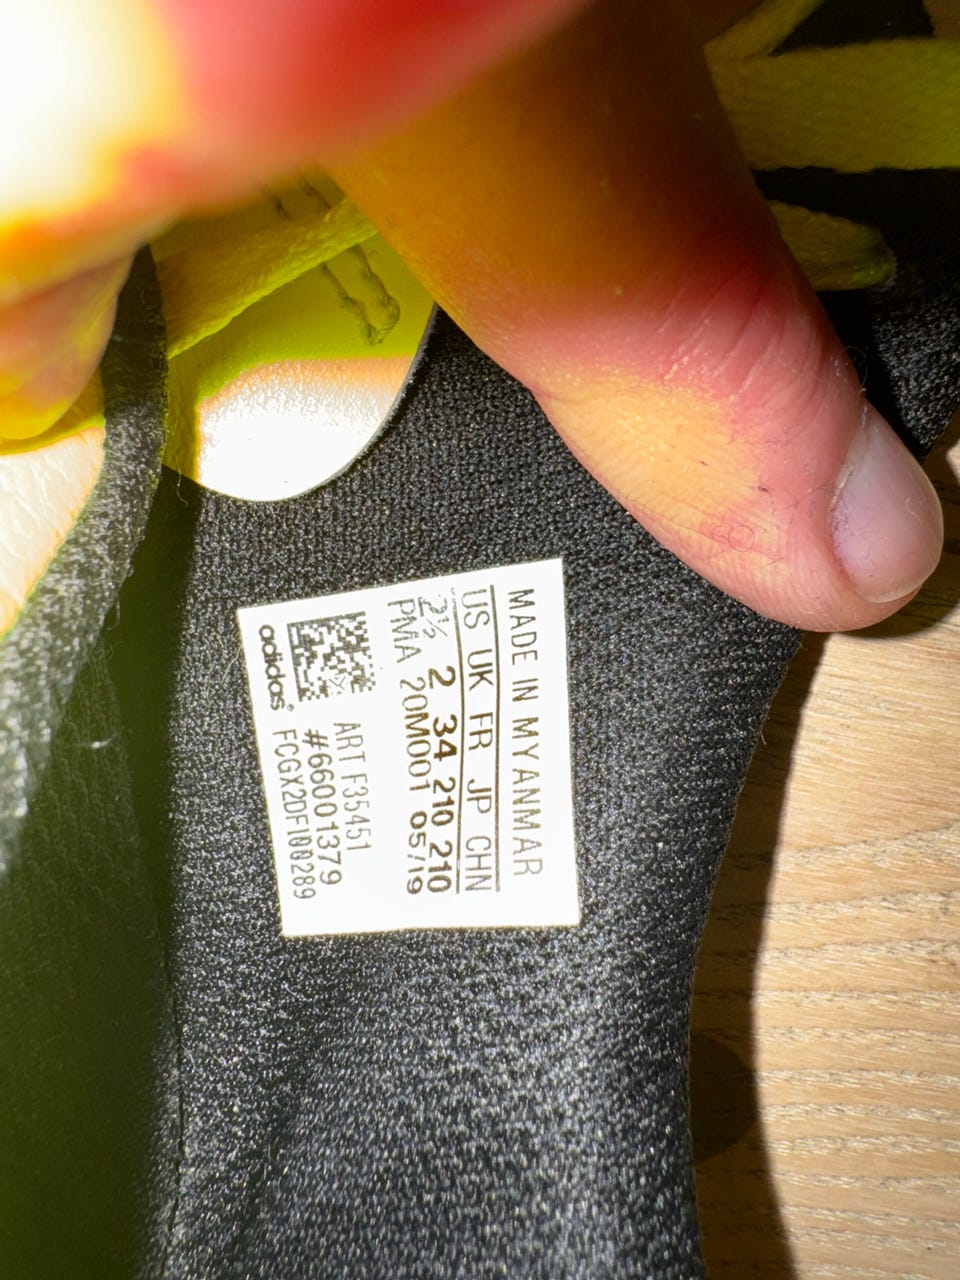 MADE IN MYANMAR
US UK FR JP CHN
2½ 2 34 210 210
PMA 20M001 05/19
ART F35451
#66001379
FCGX2DF100289
adidas